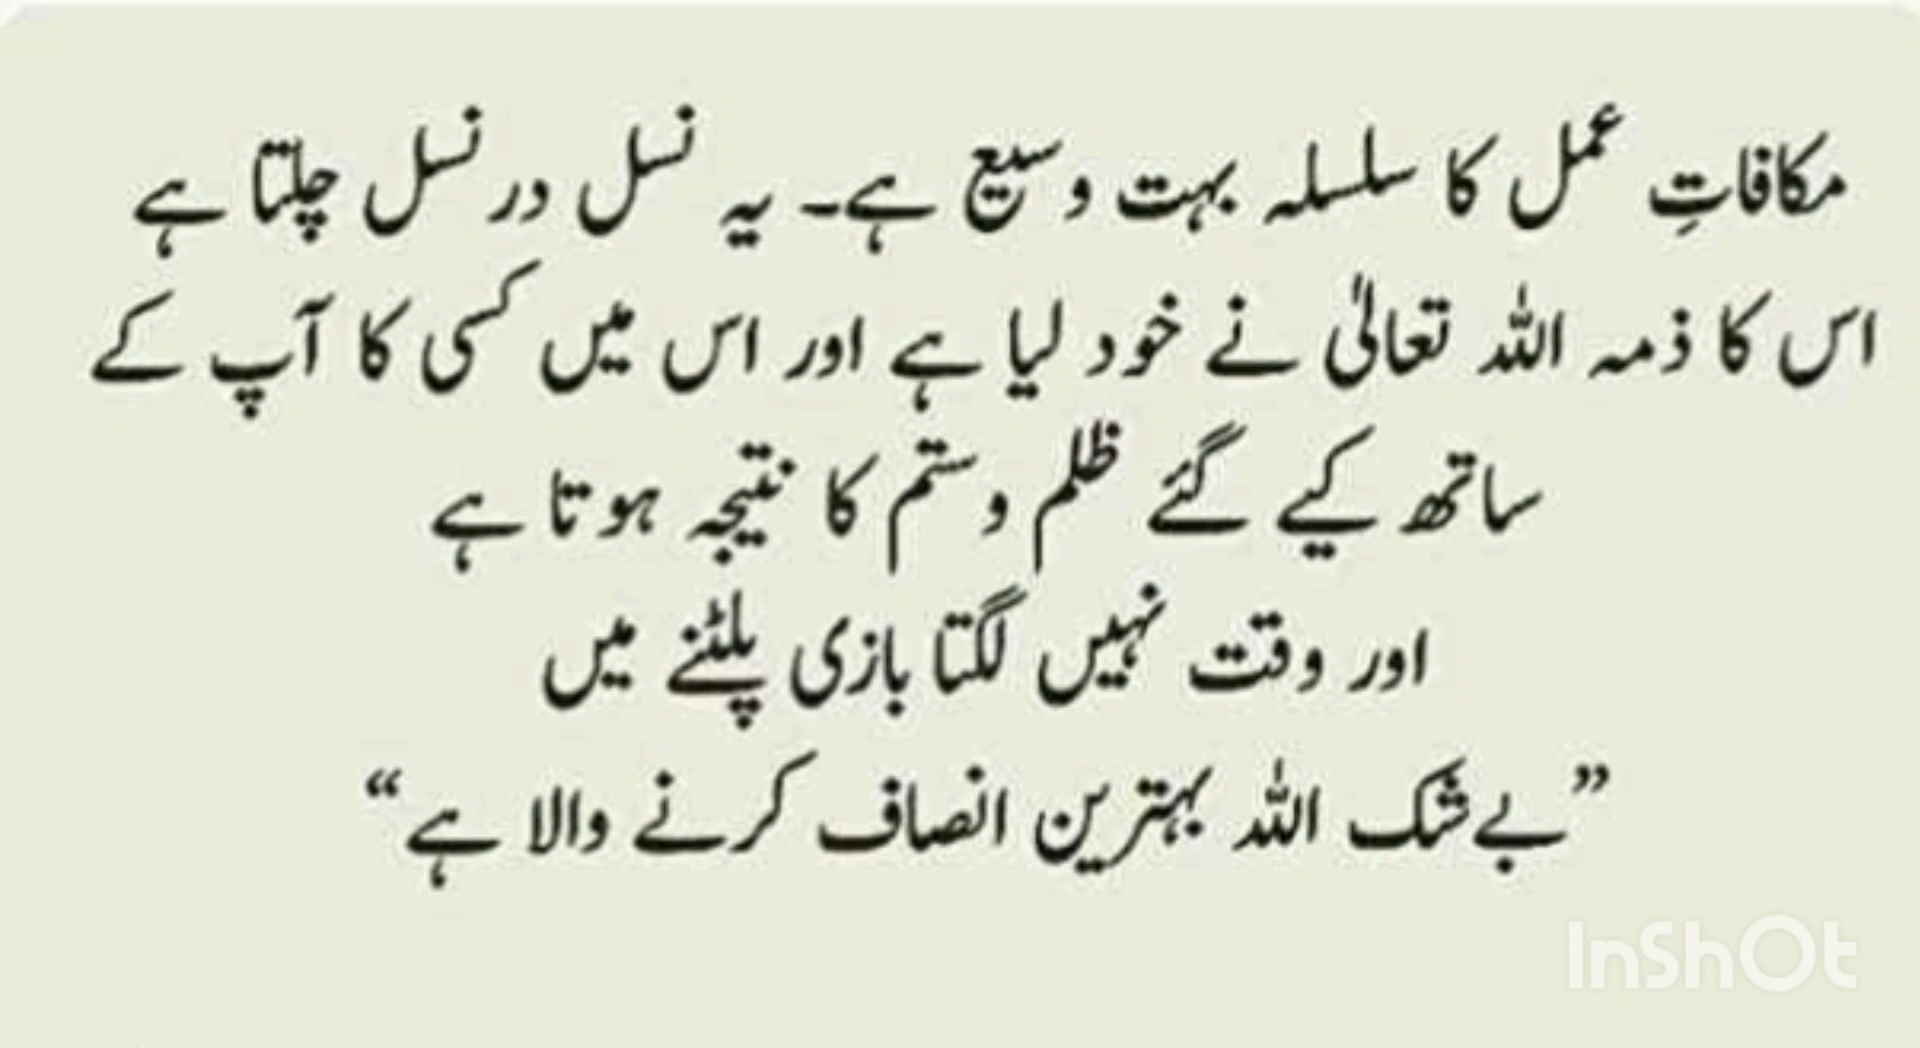 مکافاتِ عمل کا سلسلہ بہت وسیع ہے۔ یہ نسل در نسل چلتا ہے
اس کا ذمہ اللہ تعالیٰ نے خود لیا ہے اور اس میں کسی کا آپ کے
ساتھ کیے گئے ظلم و ستم کا نتیجہ ہوتا ہے
اور وقت نہیں لگتا بازی پلٹنے میں
”بے شک اللہ بہترین انصاف کرنے والا ہے“
InShOt